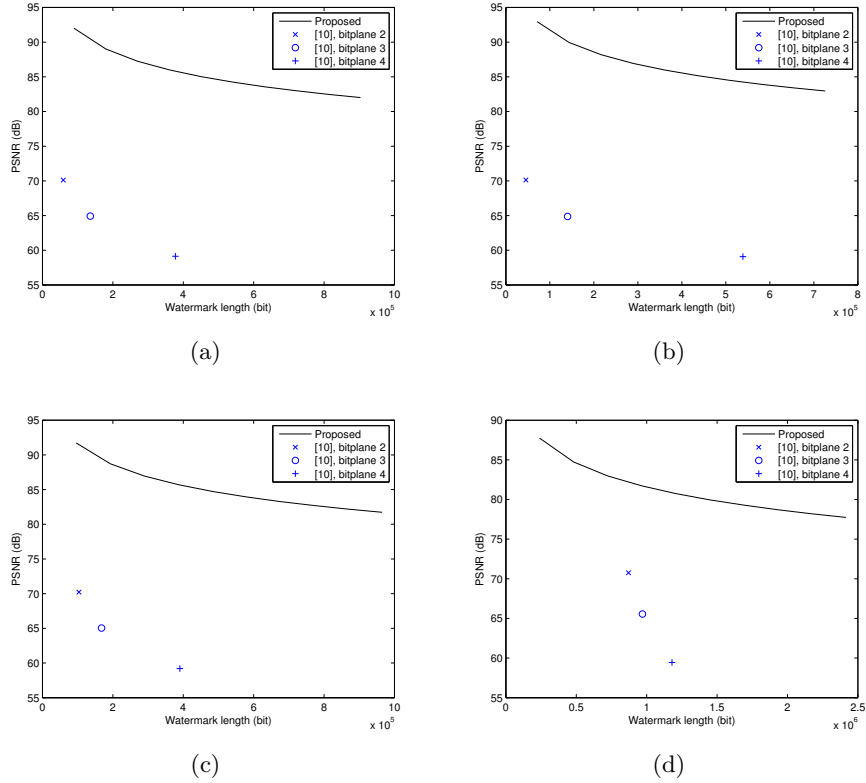 95
90
85
80
75
70
65
60
55
PSNR (dB)
0 2 4 6 8 10
Watermark length (bit)
x 10^5
Proposed
[10], bitplane 2
[10], bitplane 3
[10], bitplane 4
(a)
95
90
85
80
75
70
65
60
55
PSNR (dB)
0 1 2 3 4 5 6 7 8
Watermark length (bit)
x 10^5
Proposed
[10], bitplane 2
[10], bitplane 3
[10], bitplane 4
(b)
95
90
85
80
75
70
65
60
55
PSNR (dB)
0 2 4 6 8 10
Watermark length (bit)
x 10^5
Proposed
[10], bitplane 2
[10], bitplane 3
[10], bitplane 4
(c)
90
85
80
75
70
65
60
55
PSNR (dB)
0 0.5 1 1.5 2 2.5
Watermark length (bit)
x 10^6
Proposed
[10], bitplane 2
[10], bitplane 3
[10], bitplane 4
(d)